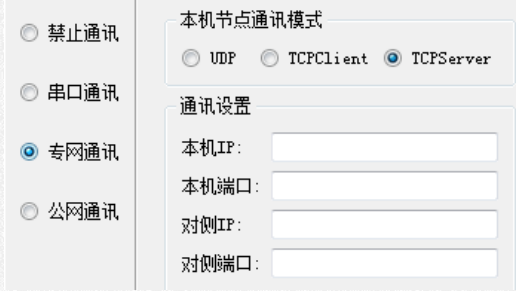 禁止通讯
串口通讯
专网通讯
公网通讯
本机节点通讯模式
UDP TCPClient TCPServer
通讯设置
本机IP:
本机端口:
对侧IP:
对侧端口: